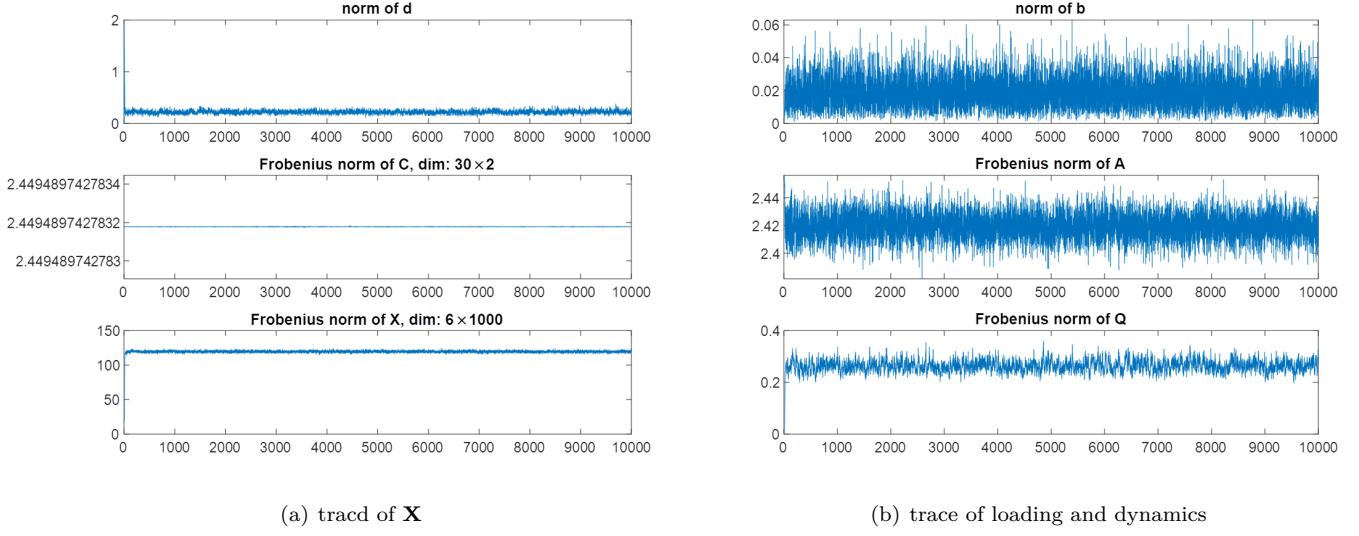 norm of d
2
1
0
0 1000 2000 3000 4000 5000 6000 7000 8000 9000 10000
Frobenius norm of C, dim: 30×2
2.4494897427834
2.4494897427832
2.449489742783
0 1000 2000 3000 4000 5000 6000 7000 8000 9000 10000
Frobenius norm of X, dim: 6×1000
150
100
50
0
0 1000 2000 3000 4000 5000 6000 7000 8000 9000 10000
(a) tracd of X
norm of b
0.06
0.04
0.02
0
0 1000 2000 3000 4000 5000 6000 7000 8000 9000 10000
Frobenius norm of A
2.44
2.42
2.4
0 1000 2000 3000 4000 5000 6000 7000 8000 9000 10000
Frobenius norm of Q
0.4
0.2
0
0 1000 2000 3000 4000 5000 6000 7000 8000 9000 10000
(b) trace of loading and dynamics